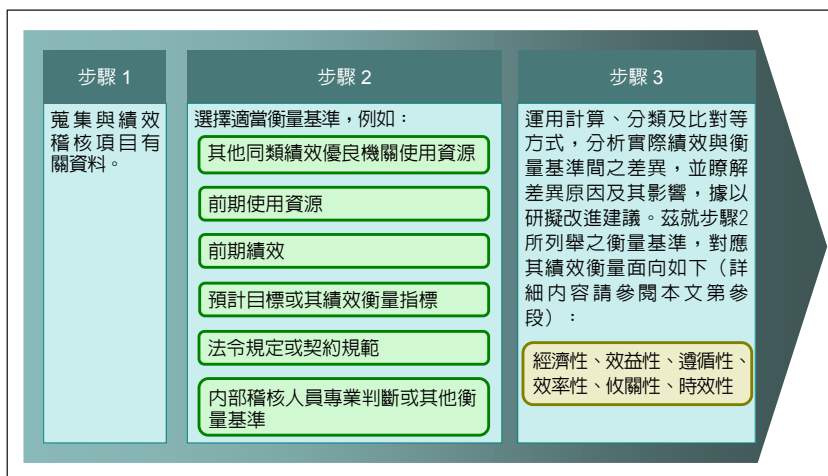 步驟 1
蒐集與績效
稽核項目有
關資料。
步驟 2
選擇適當衡量基準，例如：
其他同類績效優良機關使用資源
前期使用資源
前期績效
預計目標或其績效衡量指標
法令規定或契約規範
內部稽核人員專業判斷或其他衡
量基準
步驟 3
運用計算、分類及比對等
方式，分析實際績效與衡
量基準間之差異，並瞭解
差異原因及其影響，據以
研擬改進建議。茲就步驟2
所列舉之衡量基準，對應
其績效衡量面向如下（詳
細內容請參閱本文第參
段）：
經濟性、效益性、遵循性、
效率性、攸關性、時效性